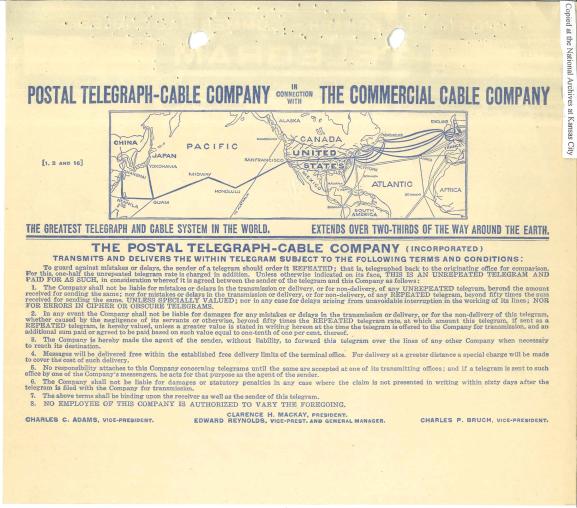 Copied at the National Archives at Kansas City
POSTAL TELEGRAPH-CABLE COMPANY IN CONNECTION WITH THE COMMERCIAL CABLE COMPANY
[1, 2 AND 16]
CHINA
JAPAN
YOKOHAMA
SHANGHAI
MANILA
GUAM
PACIFIC
MIDWAY
HONOLULU
ALASKA
SAN FRANCISCO
CANADA
UNITED STATES
MEXICO
ATLANTIC
SOUTH AMERICA
ENGLAND
AFRICA
THE GREATEST TELEGRAPH AND CABLE SYSTEM IN THE WORLD. EXTENDS OVER TWO-THIRDS OF THE WAY AROUND THE EARTH.
THE POSTAL TELEGRAPH-CABLE COMPANY (INCORPORATED)
TRANSMITS AND DELIVERS THE WITHIN TELEGRAM SUBJECT TO THE FOLLOWING TERMS AND CONDITIONS:
To guard against mistakes or delays, the sender of a telegram should order it REPEATED; that is, telegraphed back to the originating office for comparison.
For this, one-half the unrepeated telegram rate is charged in addition. Unless otherwise indicated on its face, THIS IS AN UNREPEATED TELEGRAM AND
PAID FOR AS SUCH, in consideration whereof it is agreed between the sender of the telegram and this Company as follows:
1. The Company shall not be liable for mistakes or delays in the transmission or delivery, or for non-delivery, of any UNREPEATED telegram, beyond the amount
received for sending the same; nor for mistakes or delays in the transmission or delivery, or for non-delivery, of any REPEATED telegram, beyond fifty times the sum
received for sending the same, UNLESS SPECIALLY VALUED; nor in any case for delays arising from unavoidable interruption in the working of its lines; NOR
FOR ERRORS IN CIPHER OR OBSCURE TELEGRAMS.
2. In any event the Company shall not be liable for damages for any mistakes or delays in the transmission or delivery, or for the non-delivery of this telegram,
whether caused by the negligence of its servants or otherwise, beyond fifty times the REPEATED telegram rate, at which amount this telegram, if sent as a
REPEATED telegram, is hereby valued, unless a greater value is stated in writing hereon at the time the telegram is offered to the Company for transmission, and an
additional sum paid or agreed to be paid based on such value equal to one-tenth of one per cent. thereof.
3. The Company is hereby made the agent of the sender, without liability, to forward this telegram over the lines of any other Company when necessary
to reach its destination.
4. Messages will be delivered free within the established free delivery limits of the terminal office. For delivery at a greater distance a special charge will be made
to cover the cost of such delivery.
5. No responsibility attaches to this Company concerning telegrams until the same are accepted at one of its transmitting offices; and if a telegram is sent to such
office by one of the Company's messengers, he acts for that purpose as the agent of the sender.
6. The Company shall not be liable for damages or statutory penalties in any case where the claim is not presented in writing within sixty days after the
telegram is filed with the Company for transmission.
7. The above terms shall be binding upon the receiver as well as the sender of this telegram.
8. NO EMPLOYEE OF THIS COMPANY IS AUTHORIZED TO VARY THE FOREGOING.
CLARENCE H. MACKAY, PRESIDENT.
CHARLES C. ADAMS, VICE-PRESIDENT. EDWARD REYNOLDS, VICE-PREST. AND GENERAL MANAGER. CHARLES P. BRUCH, VICE-PRESIDENT.